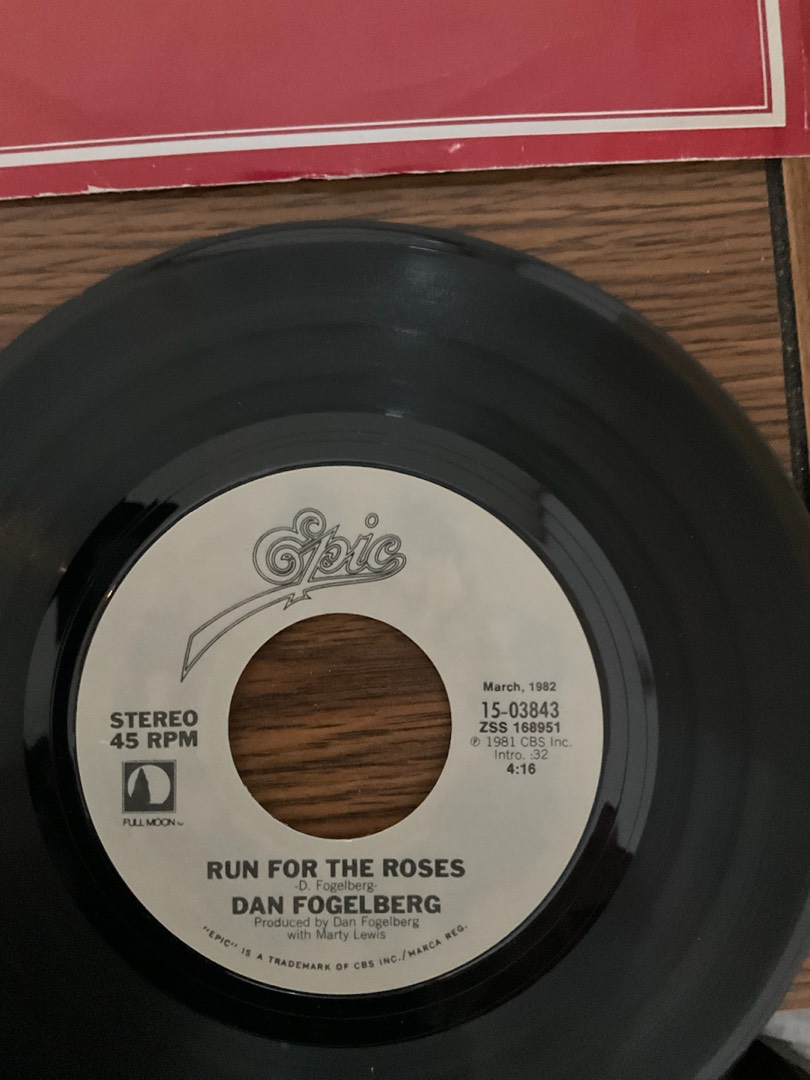 Epic
March, 1982
15-03843
ZSS 168951
℗ 1981 CBS Inc.
Intro. :32
4:16
STEREO
45 RPM
FULL MOON™
RUN FOR THE ROSES
-D. Fogelberg-
DAN FOGELBERG
Produced by Dan Fogelberg
with Marty Lewis
"EPIC" IS A TRADEMARK OF CBS INC./MARCA REG.